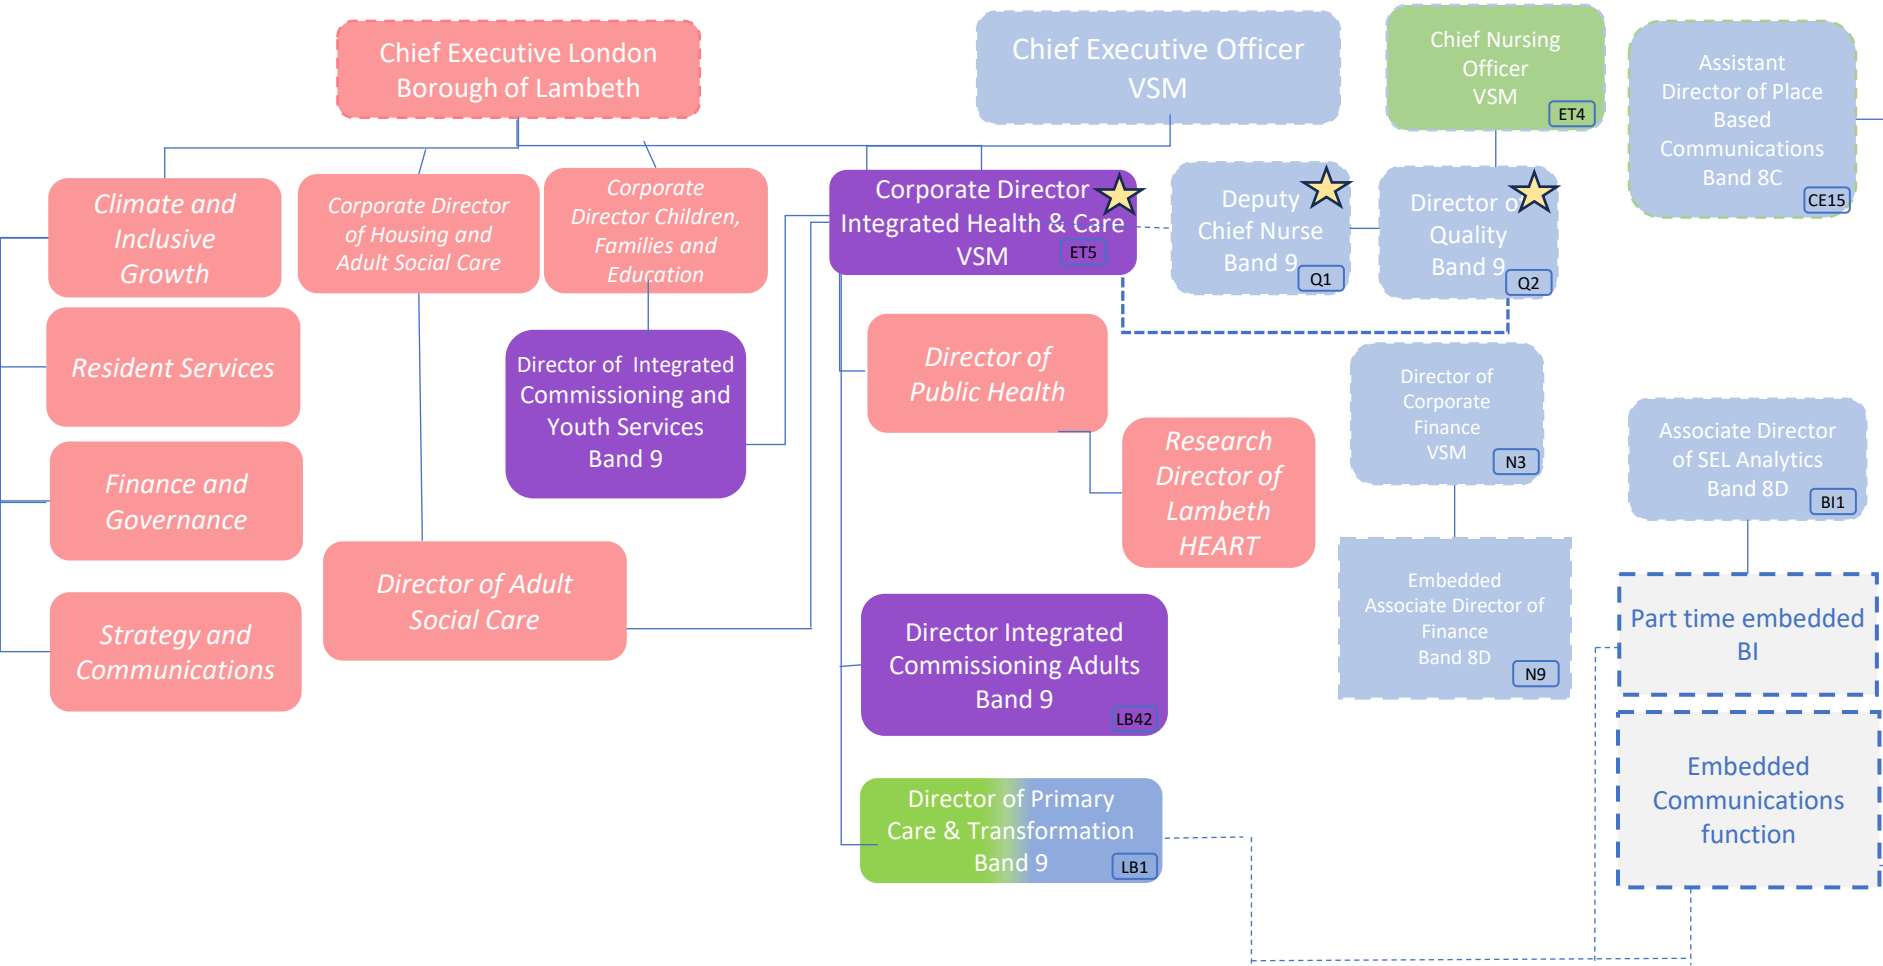 Chief Executive London
Borough of Lambeth
Chief Executive Officer
VSM
Chief Nursing
Officer
VSM
ET4
Assistant
Director of Place
Based
Communications
Band 8C
CE15
Climate and
Inclusive
Growth
Corporate Director
of Housing and
Adult Social Care
Corporate
Director Children,
Families and
Education
Corporate Director
Integrated Health & Care
VSM
ET5
Deputy
Chief Nurse
Band 9
Q1
Director of
Quality
Band 9
Q2
Resident Services
Director of Integrated
Commissioning and
Youth Services
Band 9
Director of
Public Health
Director of
Corporate
Finance
VSM
N3
Research
Director of
Lambeth
HEART
Associate Director
of SEL Analytics
Band 8D
BI1
Finance and
Governance
Director of Adult
Social Care
Embedded
Associate Director of
Finance
Band 8D
N9
Part time embedded
BI
Strategy and
Communications
Director Integrated
Commissioning Adults
Band 9
LB42
Embedded
Communications
function
Director of Primary
Care & Transformation
Band 9
LB1